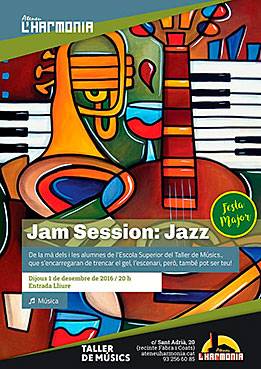 Ateneu
L'HARMONIA
Festa
Major
Jam Session: Jazz
De la mà dels i les alumnes de l'Escola Superior del Taller de Músics.,
que s'encarregaran de trencar el gel, l'escenari, però, també pot ser teu!
Dijous 1 de desembre de 2016 / 20 h
Entrada Lliure
Música
TALLER
DE MÚSICS
c/ Sant Adrià, 20
(recinte Fabra i Coats)
ateneuharmonia.cat
93 256 60 85
Ateneu
L'HARMONIA